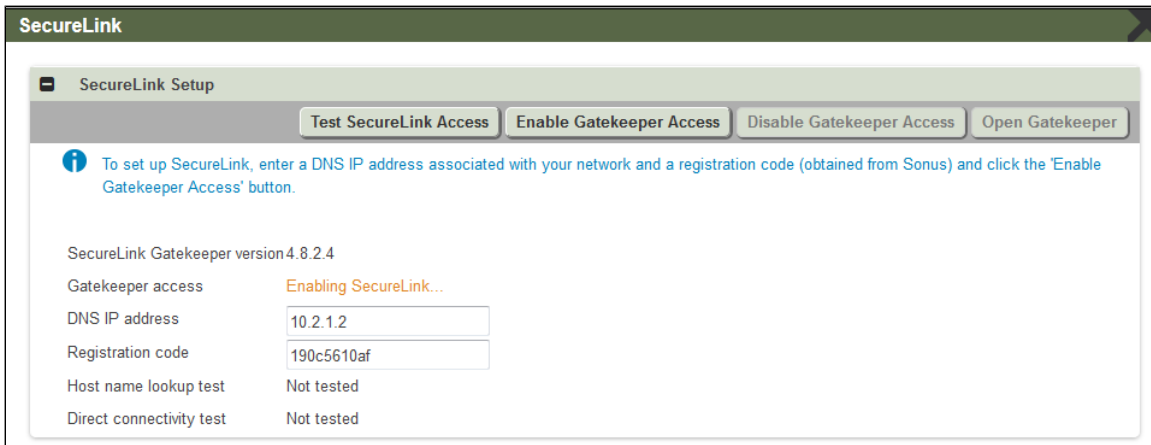 SecureLink
SecureLink Setup
Test SecureLink Access Enable Gatekeeper Access Disable Gatekeeper Access Open Gatekeeper
To set up SecureLink, enter a DNS IP address associated with your network and a registration code (obtained from Sonus) and click the 'Enable
Gatekeeper Access' button.
SecureLink Gatekeeper version 4.8.2.4
Gatekeeper access Enabling SecureLink...
DNS IP address 10.2.1.2
Registration code 190c5610af
Host name lookup test Not tested
Direct connectivity test Not tested